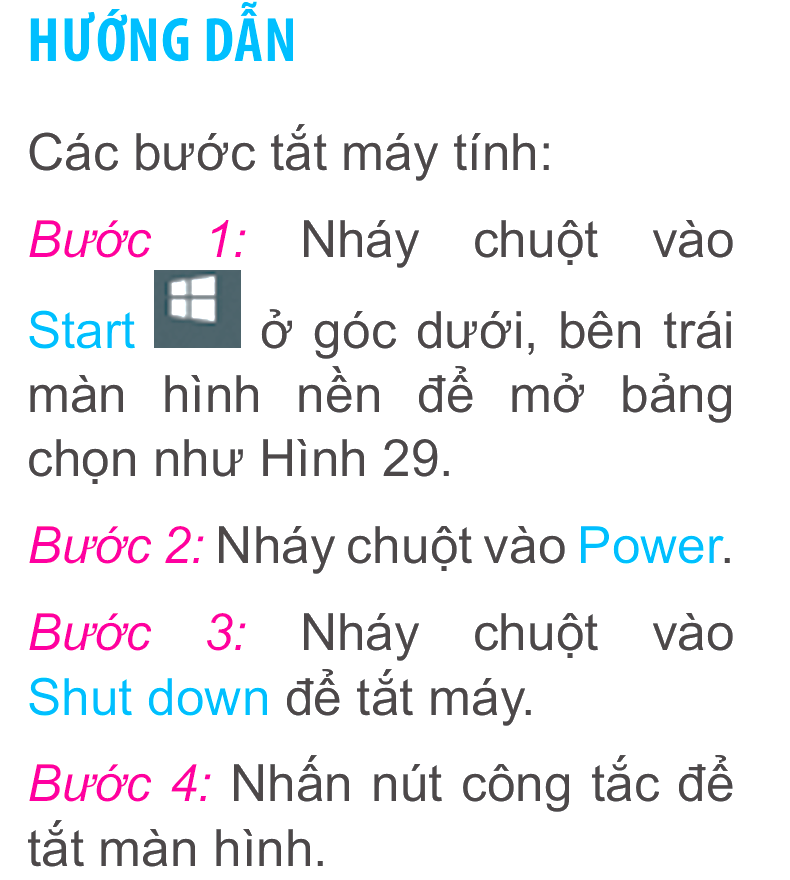 HƯỚNG DẪN
Các bước tắt máy tính:
Bước 1: Nháy chuột vào
Start ở góc dưới, bên trái
màn hình nền để mở bảng
chọn như Hình 29.
Bước 2: Nháy chuột vào Power.
Bước 3: Nháy chuột vào
Shut down để tắt máy.
Bước 4: Nhấn nút công tắc để
tắt màn hình.